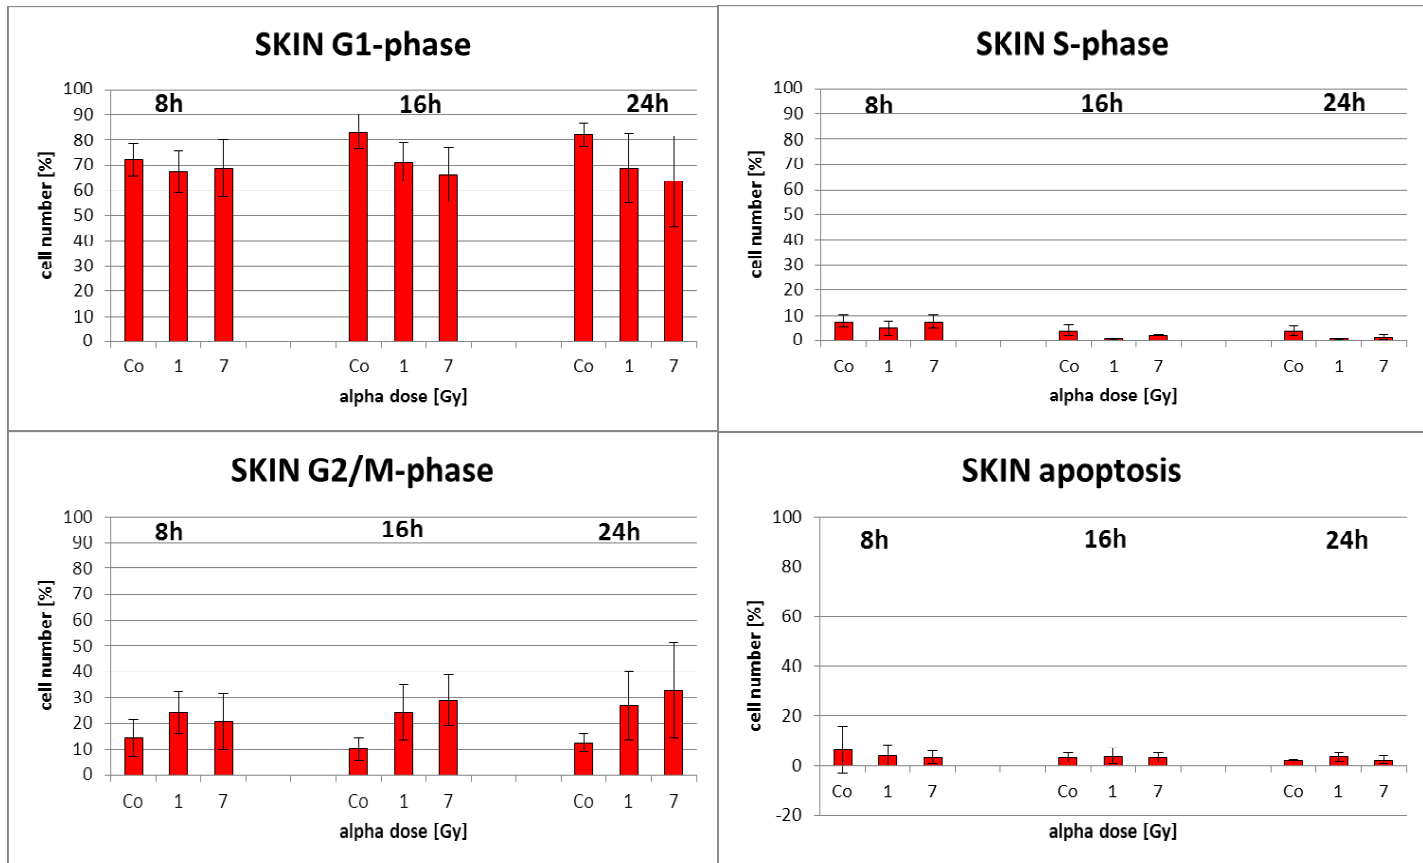 SKIN G1-phase
8h 16h 24h
cell number [%]
100
90
80
70
60
50
40
30
20
10
0
Co 1 7 Co 1 7 Co 1 7
alpha dose [Gy]
SKIN S-phase
8h 16h 24h
cell number [%]
100
90
80
70
60
50
40
30
20
10
0
Co 1 7 Co 1 7 Co 1 7
alpha dose [Gy]
SKIN G2/M-phase
8h 16h 24h
cell number [%]
100
90
80
70
60
50
40
30
20
10
0
Co 1 7 Co 1 7 Co 1 7
alpha dose [Gy]
SKIN apoptosis
8h 16h 24h
cell number [%]
100
80
60
40
20
0
-20
Co 1 7 Co 1 7 Co 1 7
alpha dose [Gy]